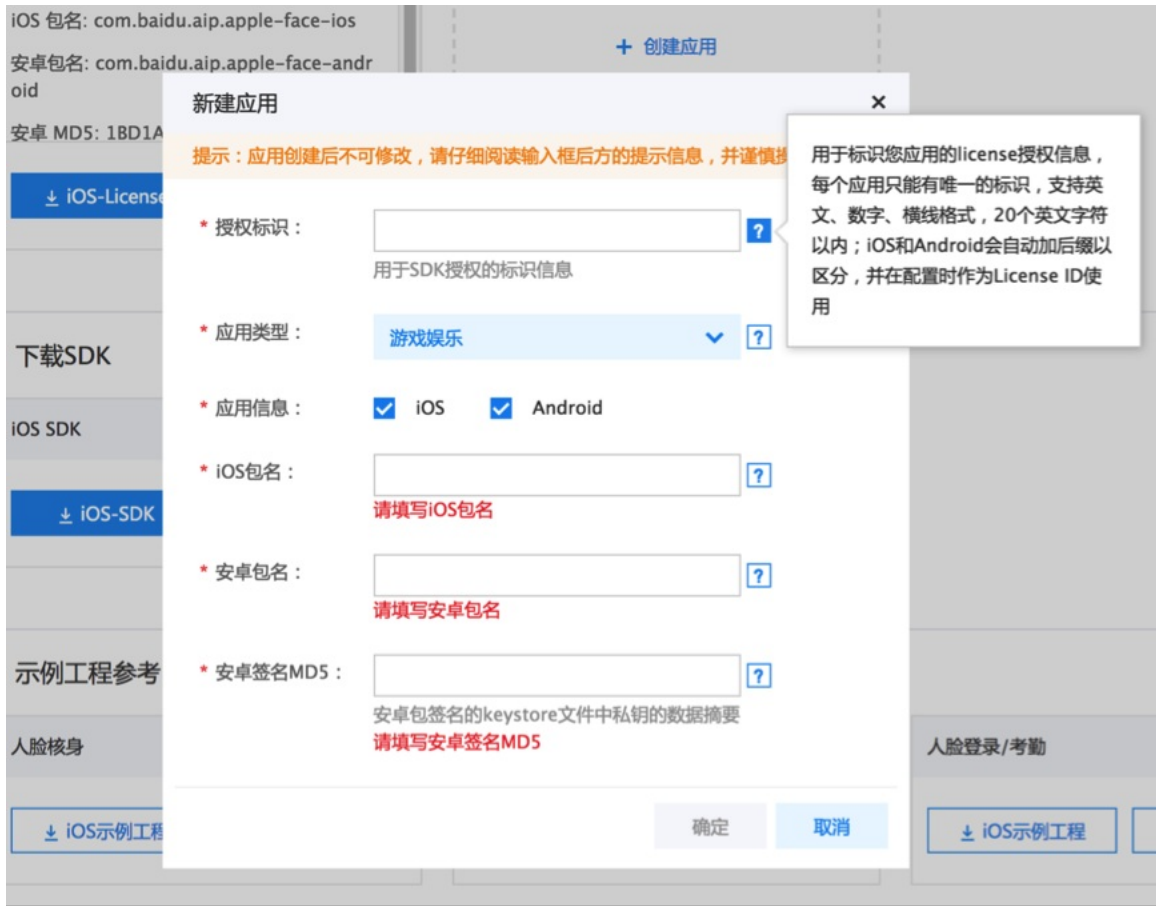 iOS 包名: com.baidu.aip.apple-face-ios
安卓包名: com.baidu.aip.apple-face-andr
oid
安卓 MD5: 1BD1A
iOS-License
+ 创建应用
新建应用
×
提示：应用创建后不可修改，请仔细阅读输入框后方的提示信息，并谨慎操
用于标识您应用的license授权信息，
每个应用只能有唯一的标识，支持英
文、数字、横线格式，20个英文字符
以内；iOS和Android会自动加后缀以
区分，并在配置时作为License ID使
用
* 授权标识：
?
用于SDK授权的标识信息
* 应用类型：
游戏娱乐
?
* 应用信息：
iOS
Android
* iOS包名：
?
请填写iOS包名
* 安卓包名：
?
请填写安卓包名
* 安卓签名MD5：
?
安卓包签名的keystore文件中私钥的数据摘要
请填写安卓签名MD5
确定
取消
下载SDK
iOS SDK
iOS-SDK
示例工程参考
人脸核身
iOS示例工程
人脸登录/考勤
iOS示例工程